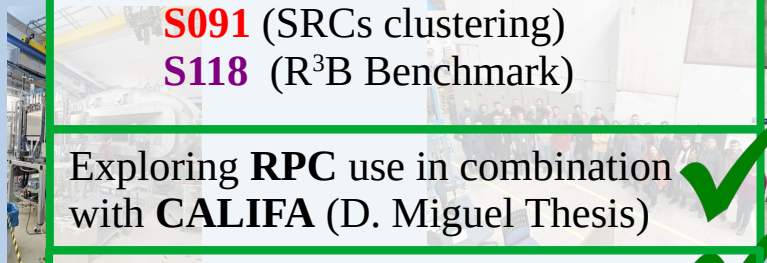 S091 (SRCs clustering)
S118 (R³B Benchmark)
Exploring RPC use in combination
with CALIFA (D. Miguel Thesis)